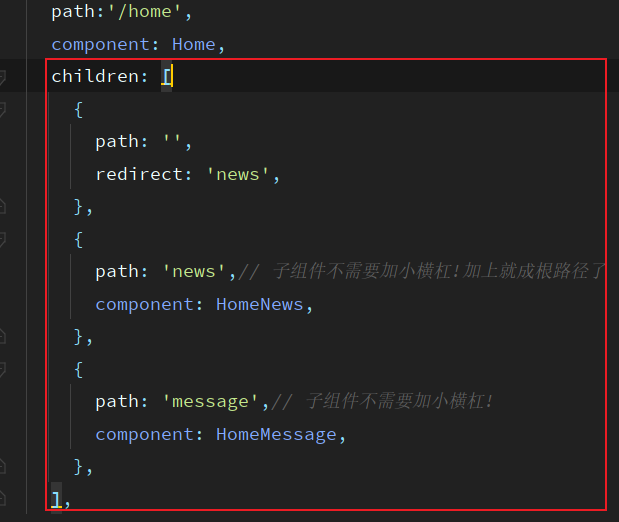 path:'/home',
component: Home,
children: [
{
path: '',
redirect: 'news',
},
{
path: 'news',// 子组件不需要加小横杠!加上就成根路径了
component: HomeNews,
},
{
path: 'message',// 子组件不需要加小横杠!
component: HomeMessage,
},
],